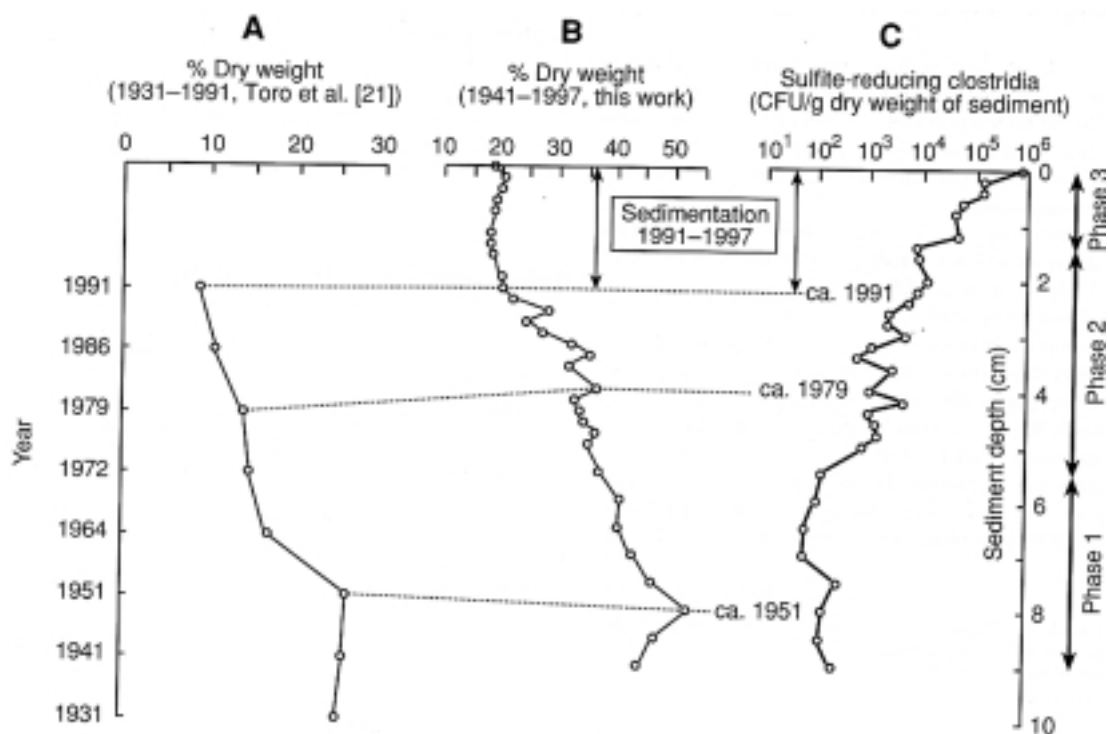 A
B
C
% Dry weight
(1931–1991, Toro et al. [21])
% Dry weight
(1941–1997, this work)
Sulfite-reducing clostridia
(CFU/g dry weight of sediment)
0 10 20 30
10 20 30 40 50
10¹ 10² 10³ 10⁴ 10⁵ 10⁶
Sedimentation
1991–1997
Year
1991
1986
1979
1972
1964
1951
1941
1931
ca. 1991
ca. 1979
ca. 1951
Sediment depth (cm)
0
2
4
6
8
10
Phase 3
Phase 2
Phase 1